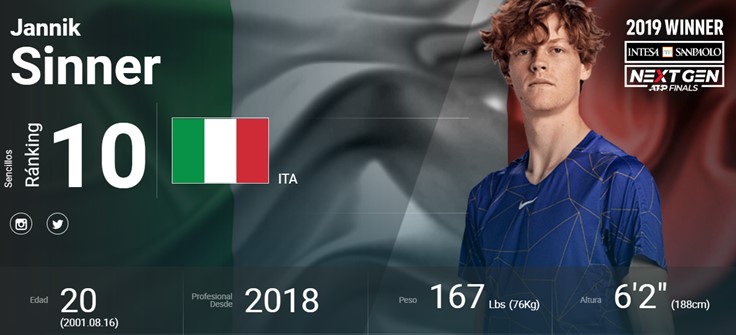 Jannik
Sinner
Sencillos
Ránking
10
ITA
2019 WINNER
INTESA SANPAOLO
NEXT GEN
ATP FINALS
Edad
20
(2001.08.16)
Profesional
Desde
2018
Peso
167 Lbs (76Kg)
Altura
6'2" (188cm)